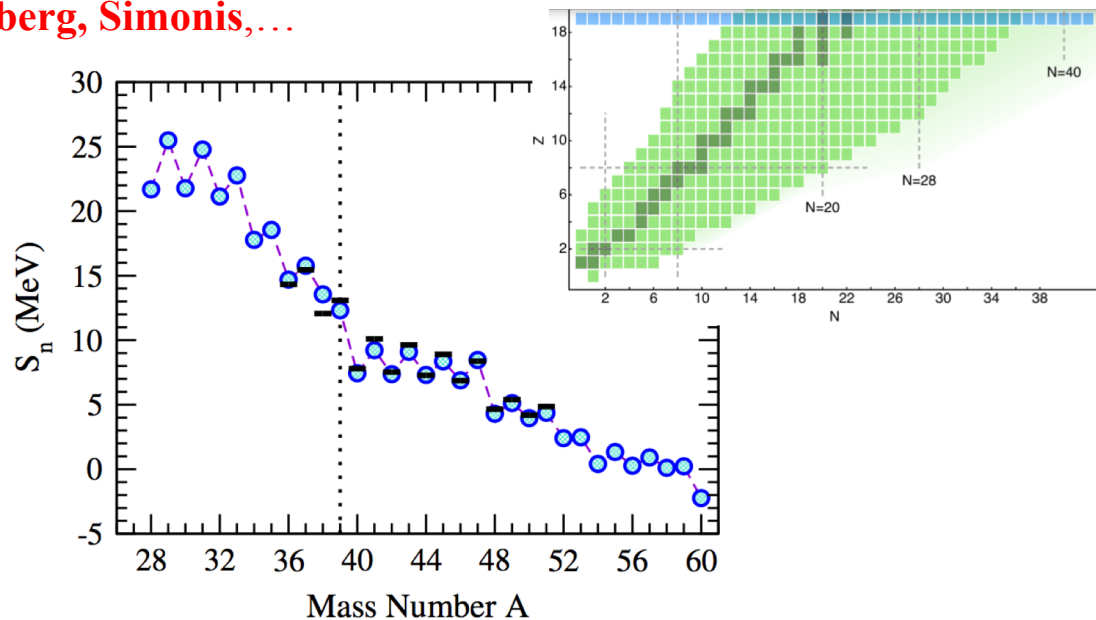 berg, Simonis,...
30
25
20
15
10
5
0
-5
S_n (MeV)
28 32 36 40 44 48 52 56 60
Mass Number A
18
14
10
6
2
Z
N=40
N=28
N=20
2 6 10 14 18 22 26 30 34 38
N